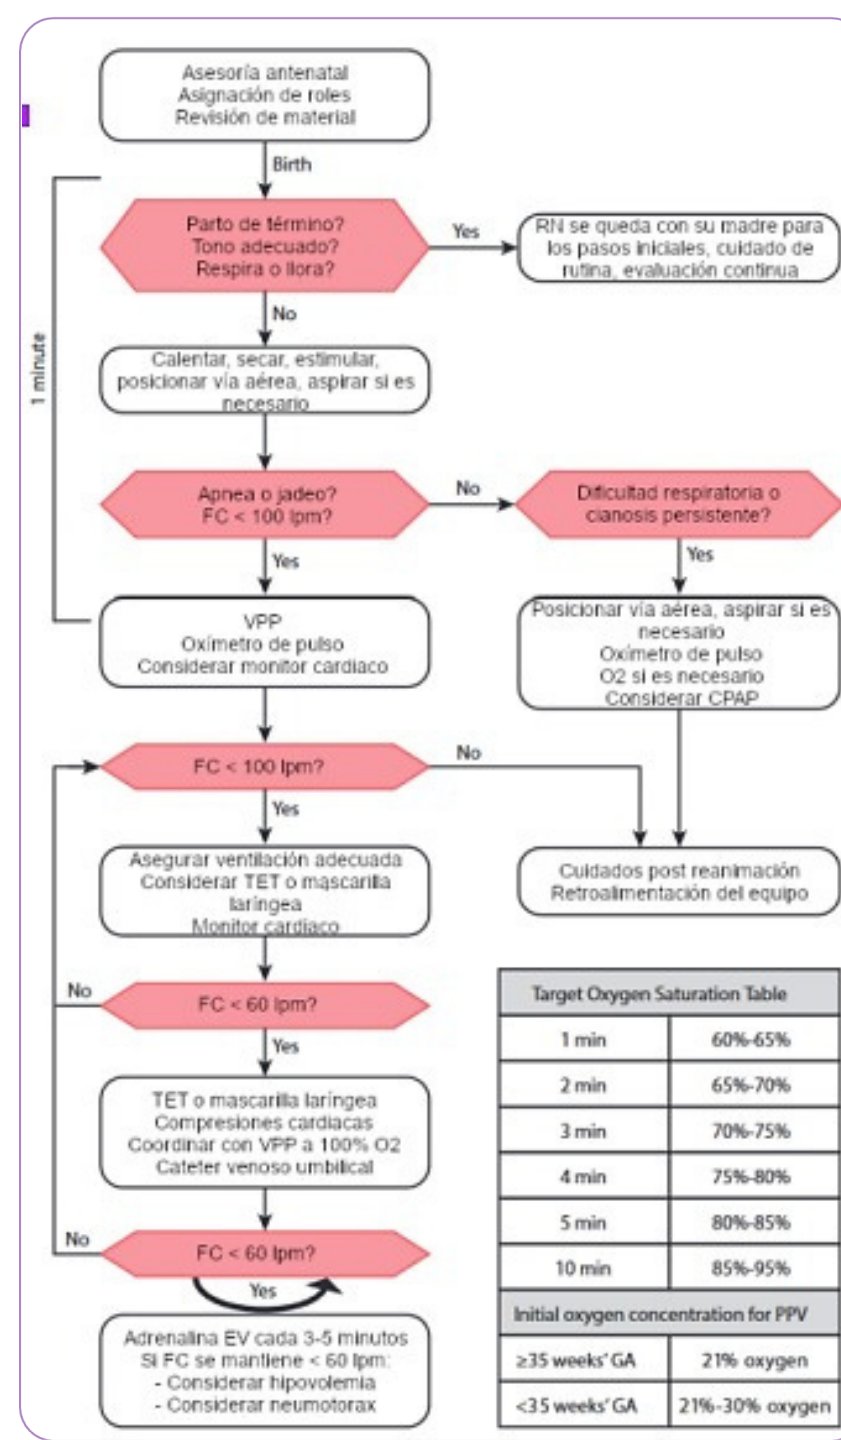 Asesoría antenatal
Asignación de roles
Revisión de material
Birth
Parto de término?
Tono adecuado?
Respira o llora?
Yes
RN se queda con su madre para
los pasos iniciales, cuidado de
rutina, evaluación continua
No
1 minute
Calentar, secar, estimular,
posicionar vía aérea, aspirar si es
necesario
Apnea o jadeo?
FC < 100 lpm?
No
Dificultad respiratoria o
cianosis persistente?
Yes
Yes
VPP
Oxímetro de pulso
Considerar monitor cardiaco
Posicionar vía aérea, aspirar si es
necesario
Oxímetro de pulso
O2 si es necesario
Considerar CPAP
FC < 100 lpm?
No
Yes
Asegurar ventilación adecuada
Considerar TET o mascarilla
laríngea
Monitor cardiaco
Cuidados post reanimación
Retroalimentación del equipo
No
FC < 60 lpm?
Yes
TET o mascarilla laríngea
Compresiones cardiacas
Coordinar con VPP a 100% O2
Cateter venoso umbilical
No
FC < 60 lpm?
Yes
Adrenalina EV cada 3-5 minutos
Si FC se mantiene < 60 lpm:
- Considerar hipovolemia
- Considerar neumotorax
Target Oxygen Saturation Table
1 min 60%-65%
2 min 65%-70%
3 min 70%-75%
4 min 75%-80%
5 min 80%-85%
10 min 85%-95%
Initial oxygen concentration for PPV
≥35 weeks' GA 21% oxygen
<35 weeks' GA 21%-30% oxygen